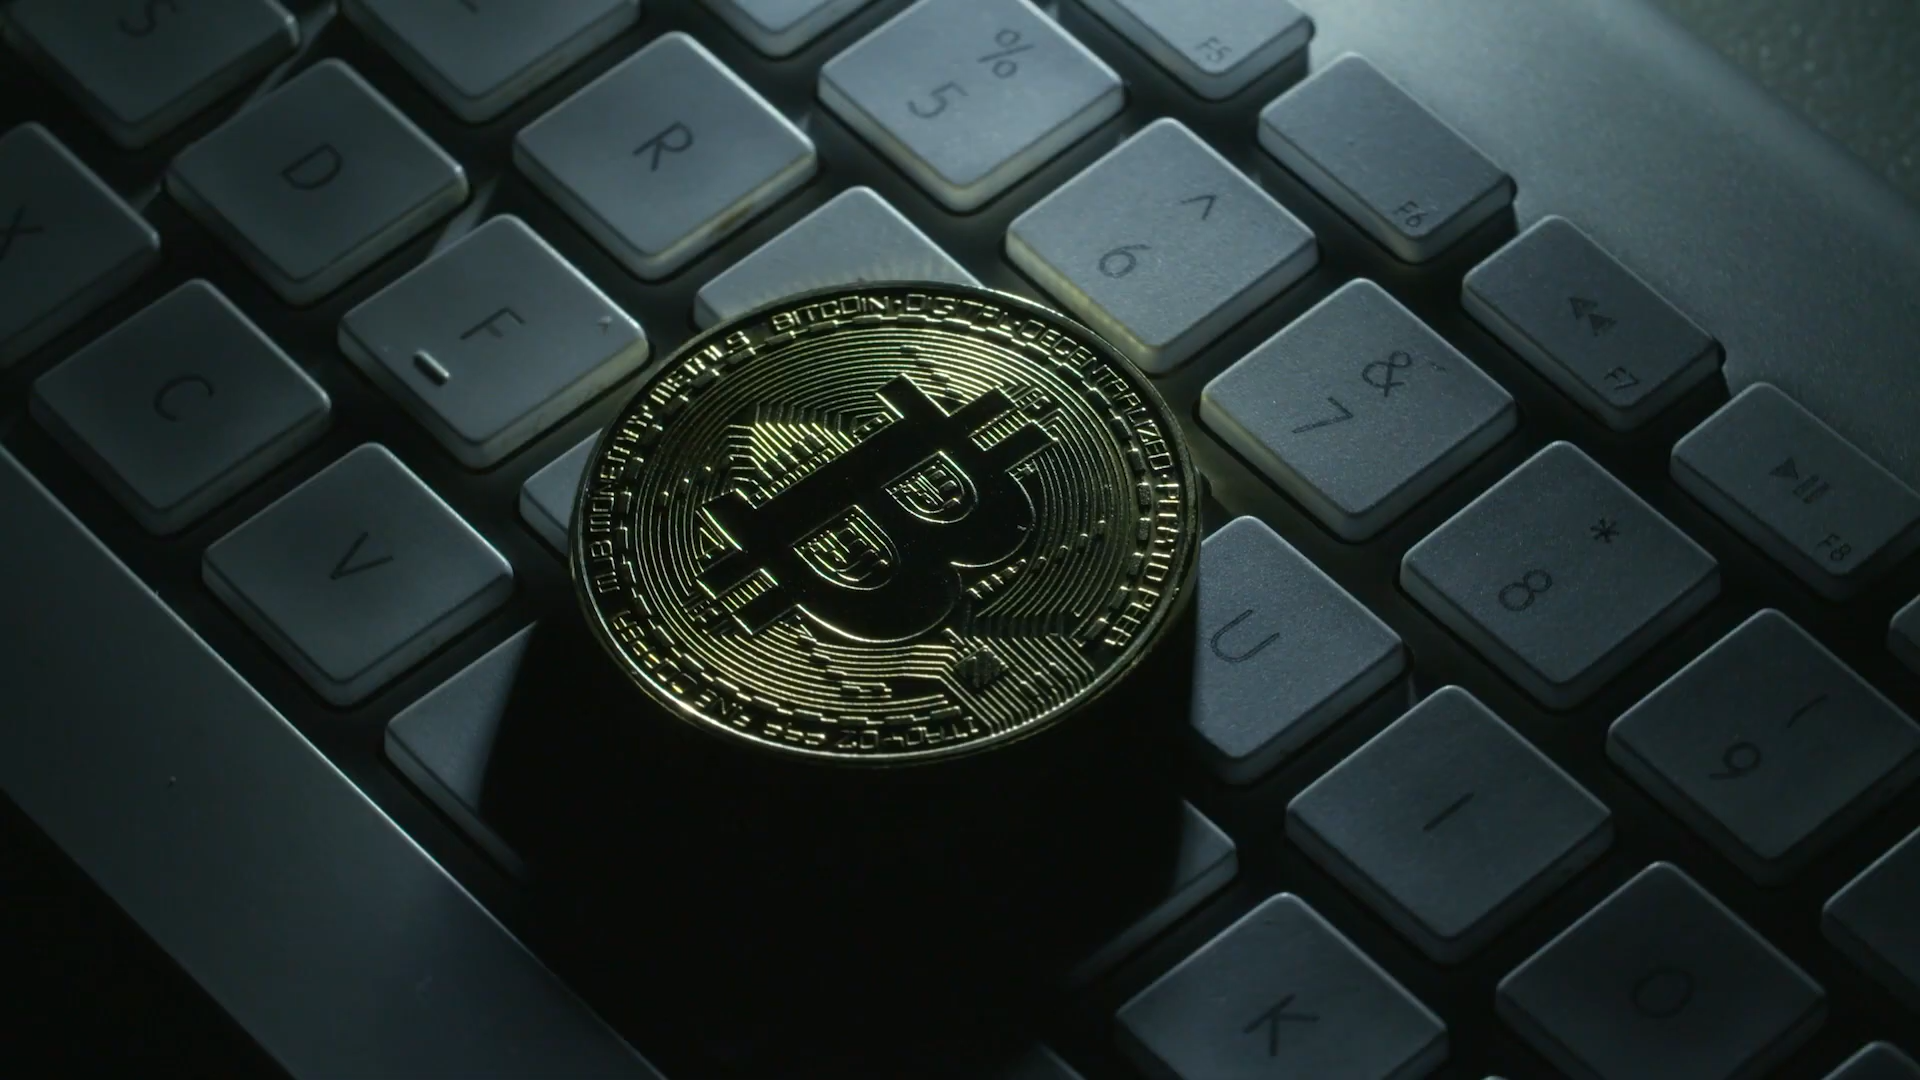 S
D
R
%
5
F5
X
F
^
6
F6
C
&
7
F7
V
*
8
F8
U
(
9
I
K
O
BITCOIN · DIGITAL · DECENTRALIZED · PEER TO PEER